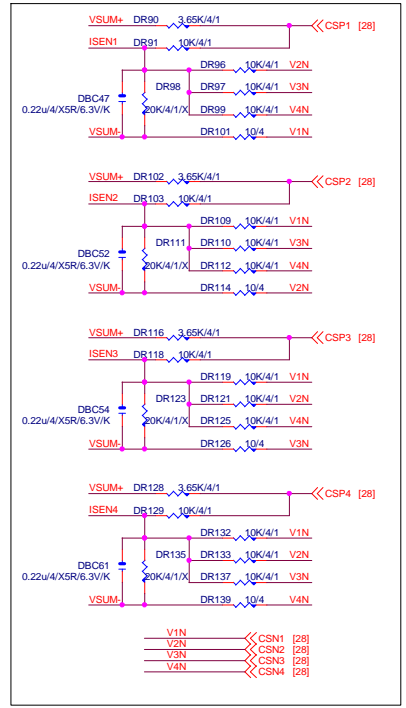 VSUM+ DR90 3.65K/4/1 CSP1 [28]
ISEN1 DR91 10K/4/1
DR96 10K/4/1 V2N
DBC47 DR98 DR97 10K/4/1 V3N
0.22u/4/X5R/6.3V/K 20K/4/1/X DR99 10K/4/1 V4N
VSUM- DR101 10/4 V1N
VSUM+ DR102 3.65K/4/1 CSP2 [28]
ISEN2 DR103 10K/4/1
DR109 10K/4/1 V1N
DBC52 DR111 DR110 10K/4/1 V3N
0.22u/4/X5R/6.3V/K 20K/4/1/X DR112 10K/4/1 V4N
VSUM- DR114 10/4 V2N
VSUM+ DR116 3.65K/4/1 CSP3 [28]
ISEN3 DR118 10K/4/1
DR119 10K/4/1 V1N
DBC54 DR123 DR121 10K/4/1 V2N
0.22u/4/X5R/6.3V/K 20K/4/1/X DR125 10K/4/1 V4N
VSUM- DR126 10/4 V3N
VSUM+ DR128 3.65K/4/1 CSP4 [28]
ISEN4 DR129 10K/4/1
DR132 10K/4/1 V1N
DBC61 DR135 DR133 10K/4/1 V2N
0.22u/4/X5R/6.3V/K 20K/4/1/X DR137 10K/4/1 V3N
VSUM- DR139 10/4 V4N
V1N CSN1 [28]
V2N CSN2 [28]
V3N CSN3 [28]
V4N CSN4 [28]